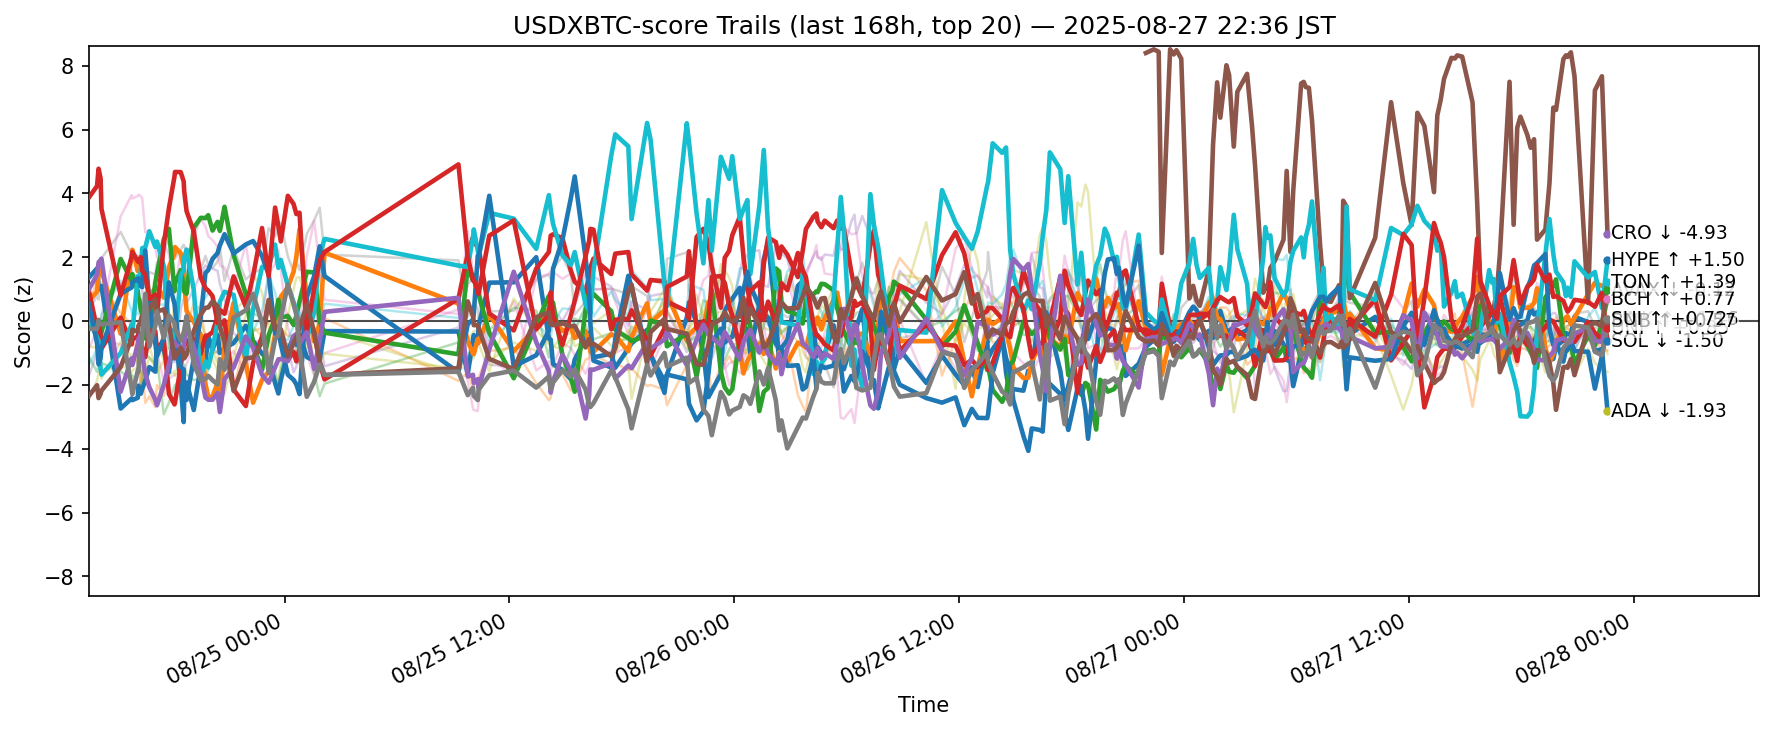 USDXBTC-score Trails (last 168h, top 20) — 2025-08-27 22:36 JST
Score (z)
8
6
4
2
0
−2
−4
−6
−8
CRO ↓ -4.93
HYPE ↑ +1.50
TON ↑ +1.39
BCH ↑ +0.77
SUI ↑ +0.727
SOL ↓ -1.50
ADA ↓ -1.93
08/25 00:00
08/25 12:00
08/26 00:00
08/26 12:00
08/27 00:00
08/27 12:00
08/28 00:00
Time